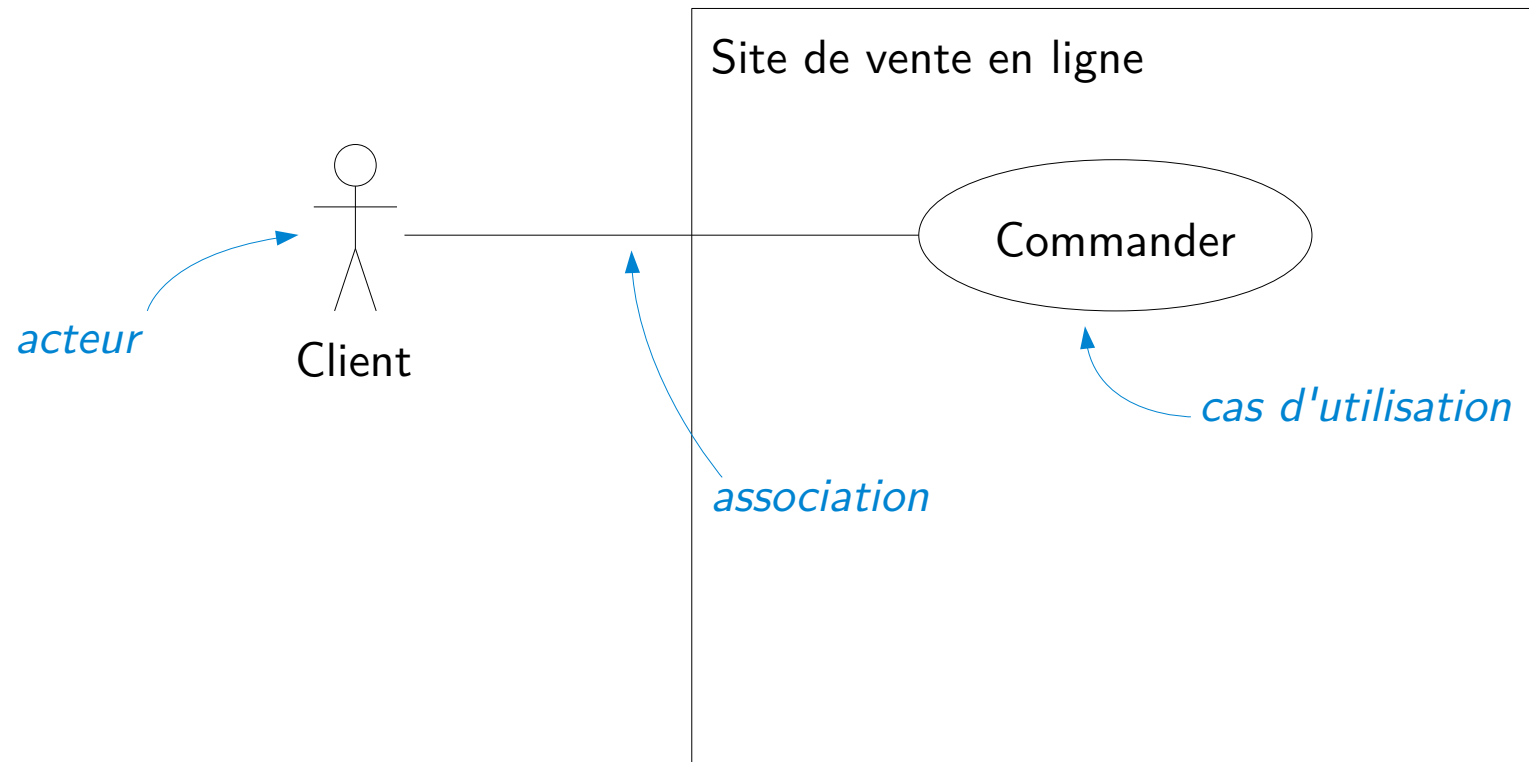 Site de vente en ligne
Commander
acteur
Client
cas d'utilisation
association